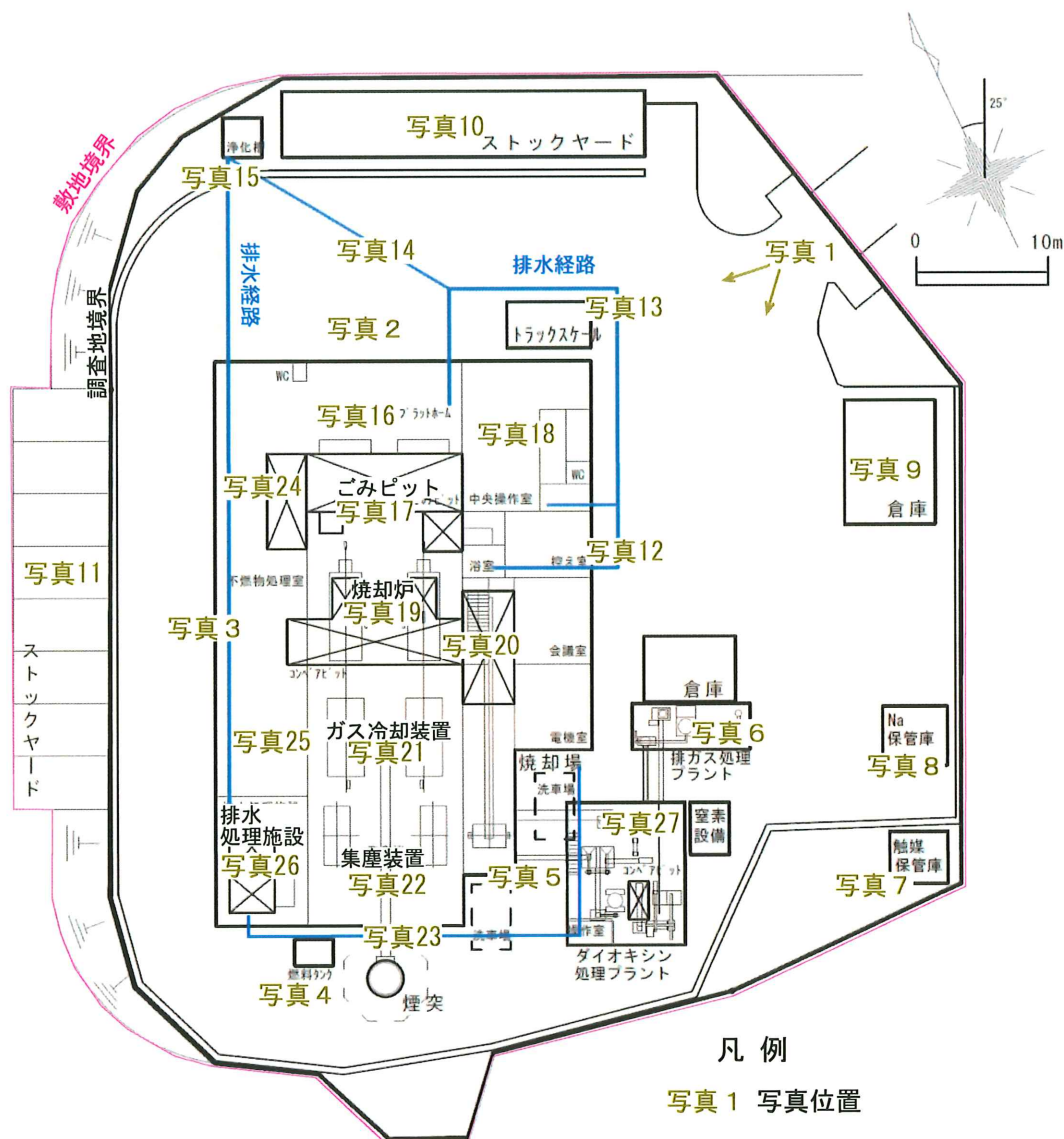 25°
0
10m
敷地境界
調査地境界
写真10
ストックヤード
浄化槽
写真15
写真14
排水経路
排水経路
写真1
写真13
トラックスケール
写真2
WC
写真16
プラットホーム
写真18
WC
写真9
倉庫
写真24
ごみピット
写真17
中央操作室
写真12
浴室
控え室
写真11
不燃物処理室
焼却炉
写真19
写真3
写真20
会議室
コンベアピット
ストックヤード
倉庫
写真6
排ガス処理
プラント
Na
保管庫
写真8
ガス冷却装置
写真21
写真25
電機室
焼却場
洗車場
排水
処理施設
写真26
写真27
窒素
設備
コンベアピット
触媒
保管庫
写真7
集塵装置
写真22
写真5
写真23
洗車場
操作室
ダイオキシン
処理プラント
燃料タンク
写真4
煙突
凡例
写真1 写真位置